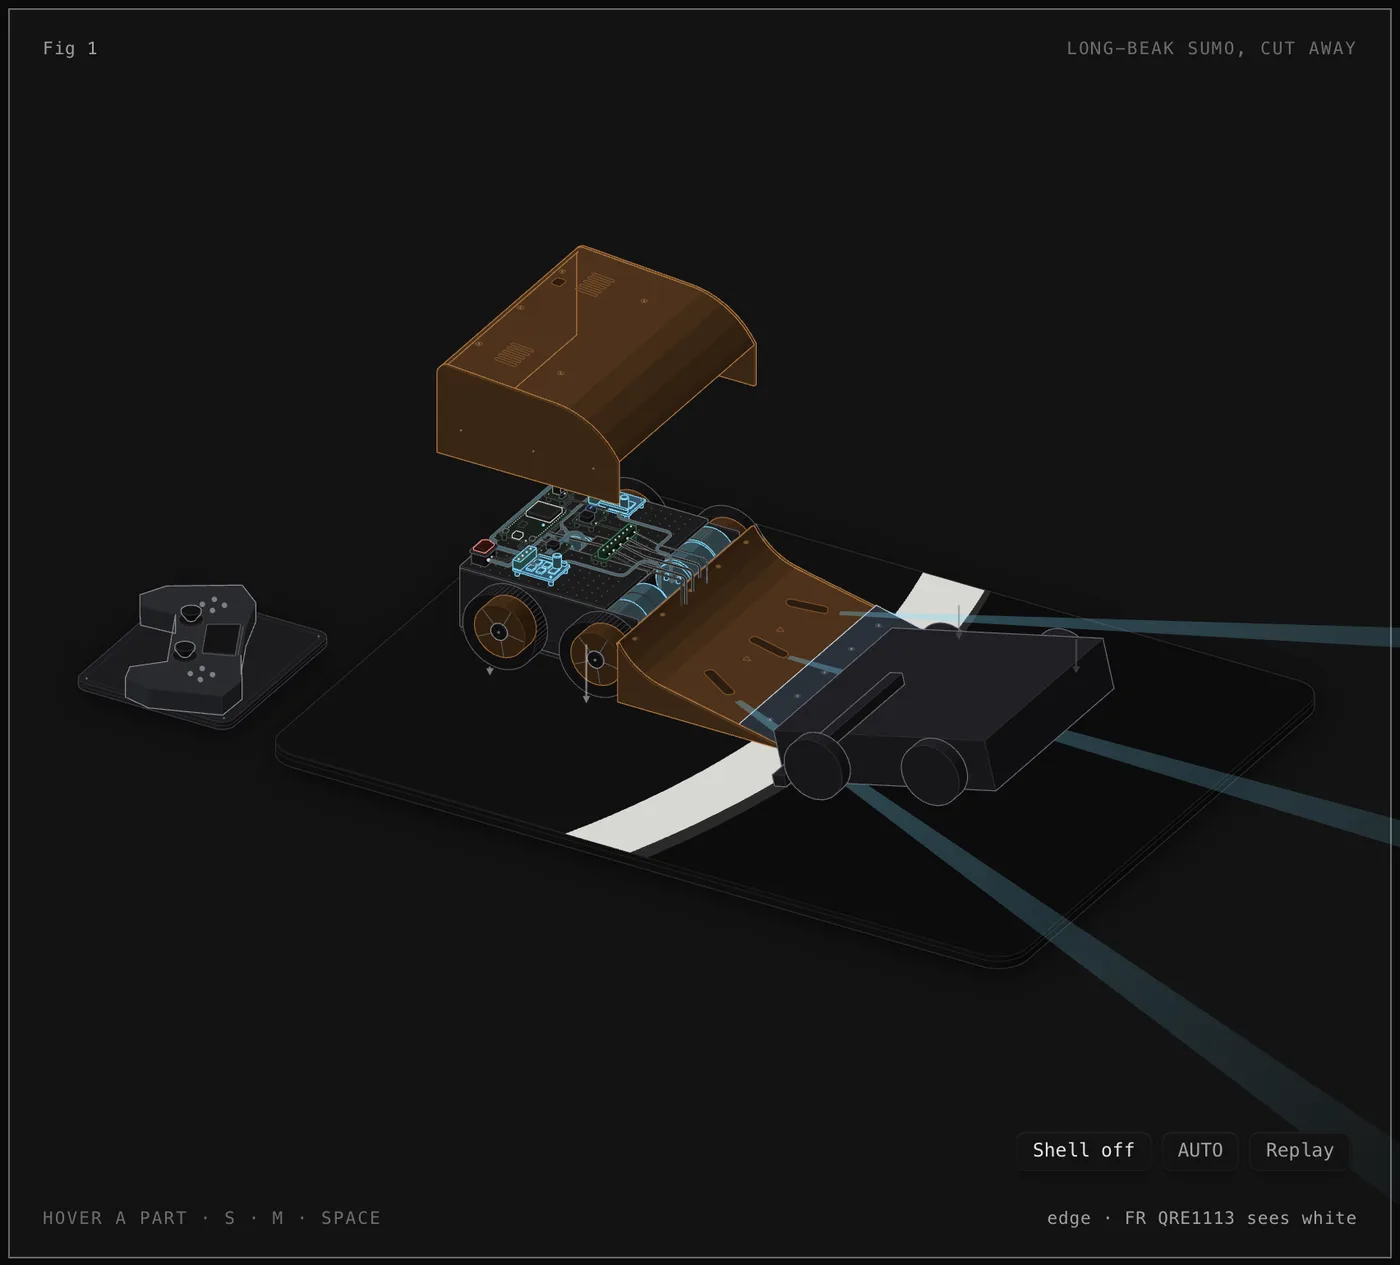 Fig 1
LONG—BEAK SUMO, CUT AWAY
Shell off
AUTO
Replay
HOVER A PART · S · M · SPACE
edge · FR QRE1113 sees white